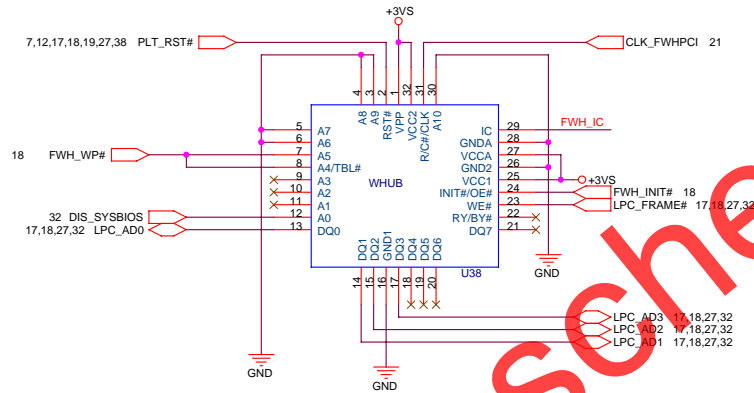 +3VS
7,12,17,18,19,27,38 PLT_RST#
CLK_FWHPCI 21
4 3 2 1 32 31 30
A8 A9 RST# VPP VCC2 R/C#/CLK A10
5 A7 IC 29 FWH_IC
6 A6 GNDA 28
18 FWH_WP# 7 A5 VCCA 27
8 A4/TBL# GND2 26
9 A3 WHUB VCC1 25 +3VS
10 A2 INIT#/OE# 24 FWH_INIT# 18
11 A1 WE# 23 LPC_FRAME# 17,18,27,32
32 DIS_SYSBIOS 12 A0 RY/BY# 22
17,18,27,32 LPC_AD0 13 DQ0 DQ7 21
DQ1 DQ2 GND1 DQ3 DQ4 DQ5 DQ6
U38
14 15 16 17 18 19 20
GND
LPC_AD3 17,18,27,32
LPC_AD2 17,18,27,32
LPC_AD1 17,18,27,32
GND
GND
sche